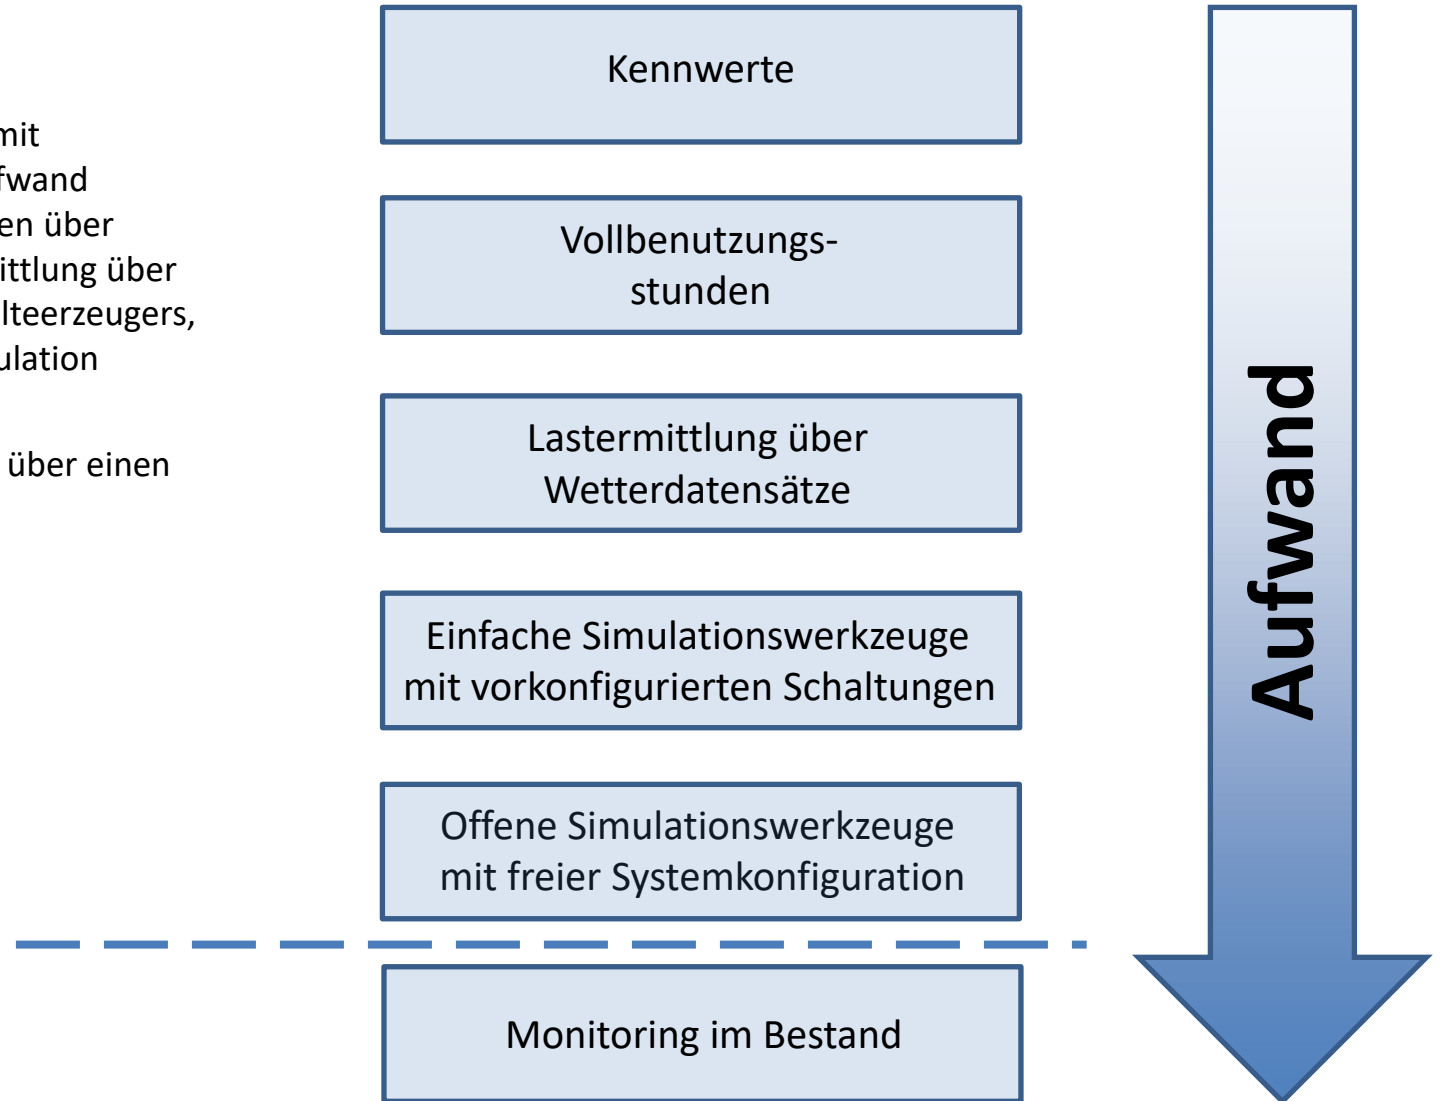 mit
fwand
en über
ittlung über
lteerzeugers,
ulation
über einen
Kennwerte
Vollbenutzungs-
stunden
Lastermittlung über
Wetterdatensätze
Einfache Simulationswerkzeuge
mit vorkonfigurierten Schaltungen
Offene Simulationswerkzeuge
mit freier Systemkonfiguration
Monitoring im Bestand
Aufwand